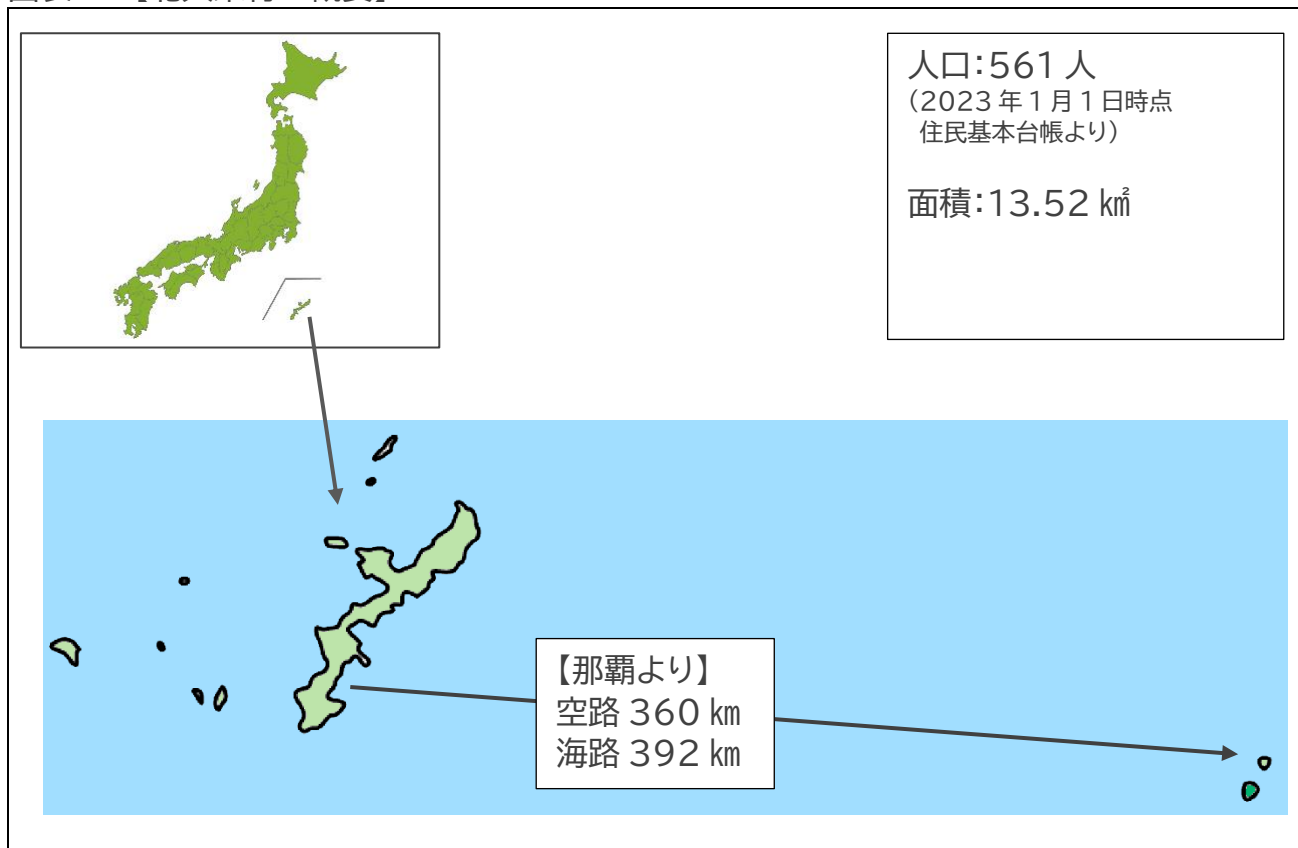 人口：561 人
（2023 年 1 月 1 日時点
住民基本台帳より）
面積：13.52 ㎢
【那覇より】
空路 360 ㎞
海路 392 ㎞